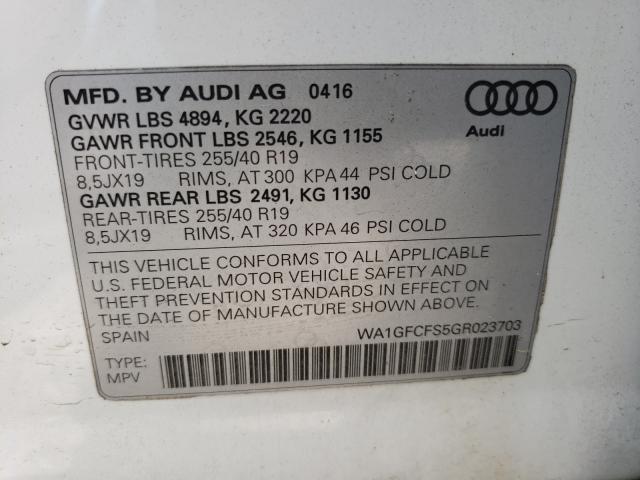 MFD. BY AUDI AG 0416
GVWR LBS 4894, KG 2220
GAWR FRONT LBS 2546, KG 1155
FRONT-TIRES 255/40 R19
8,5JX19 RIMS, AT 300 KPA 44 PSI COLD
GAWR REAR LBS 2491, KG 1130
REAR-TIRES 255/40 R19
8,5JX19 RIMS, AT 320 KPA 46 PSI COLD
Audi
THIS VEHICLE CONFORMS TO ALL APPLICABLE
U.S. FEDERAL MOTOR VEHICLE SAFETY AND
THEFT PREVENTION STANDARDS IN EFFECT ON
THE DATE OF MANUFACTURE SHOWN ABOVE.
SPAIN WA1GFCFS5GR023703
TYPE:
MPV